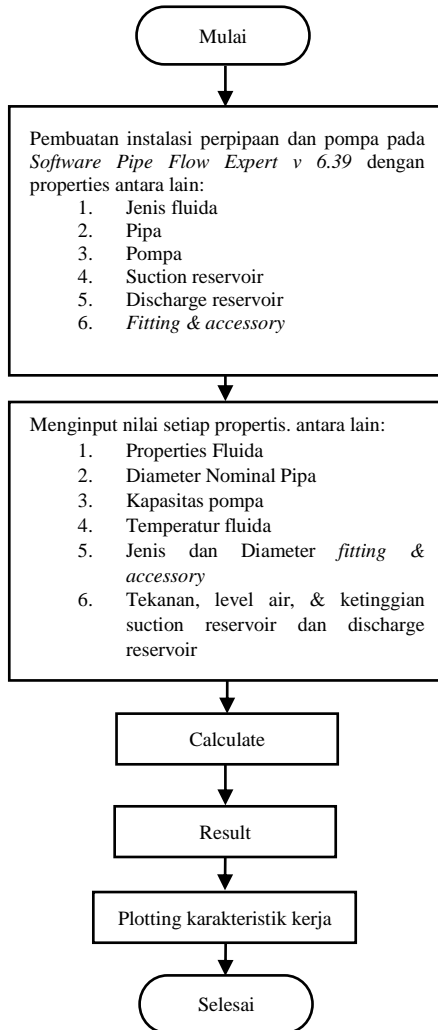 Mulai
Pembuatan instalasi perpipaan dan pompa pada
Software Pipe Flow Expert v 6.39 dengan
properties antara lain:
1. Jenis fluida
2. Pipa
3. Pompa
4. Suction reservoir
5. Discharge reservoir
6. Fitting & accessory
Menginput nilai setiap propertis. antara lain:
1. Properties Fluida
2. Diameter Nominal Pipa
3. Kapasitas pompa
4. Temperatur fluida
5. Jenis dan Diameter fitting &
accessory
6. Tekanan, level air, & ketinggian
suction reservoir dan discharge
reservoir
Calculate
Result
Plotting karakteristik kerja
Selesai